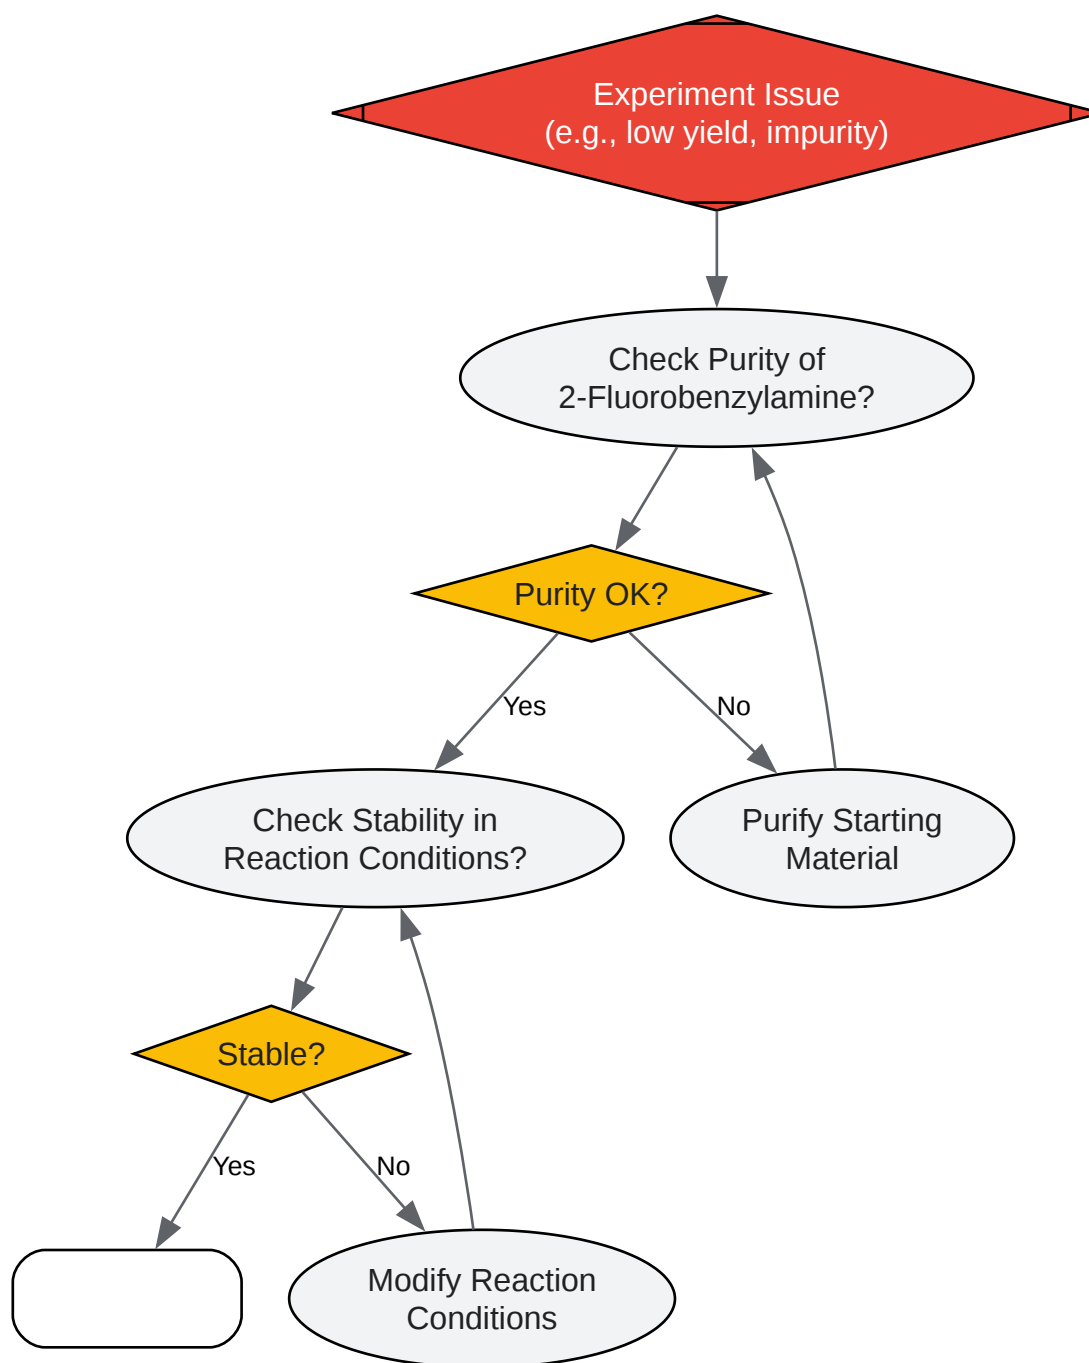 Experiment Issue
(e.g., low yield, impurity)
Check Purity of
2-Fluorobenzylamine?
Purity OK?
Yes
No
Check Stability in
Reaction Conditions?
Purify Starting
Material
Stable?
Yes
No
Modify Reaction
Conditions